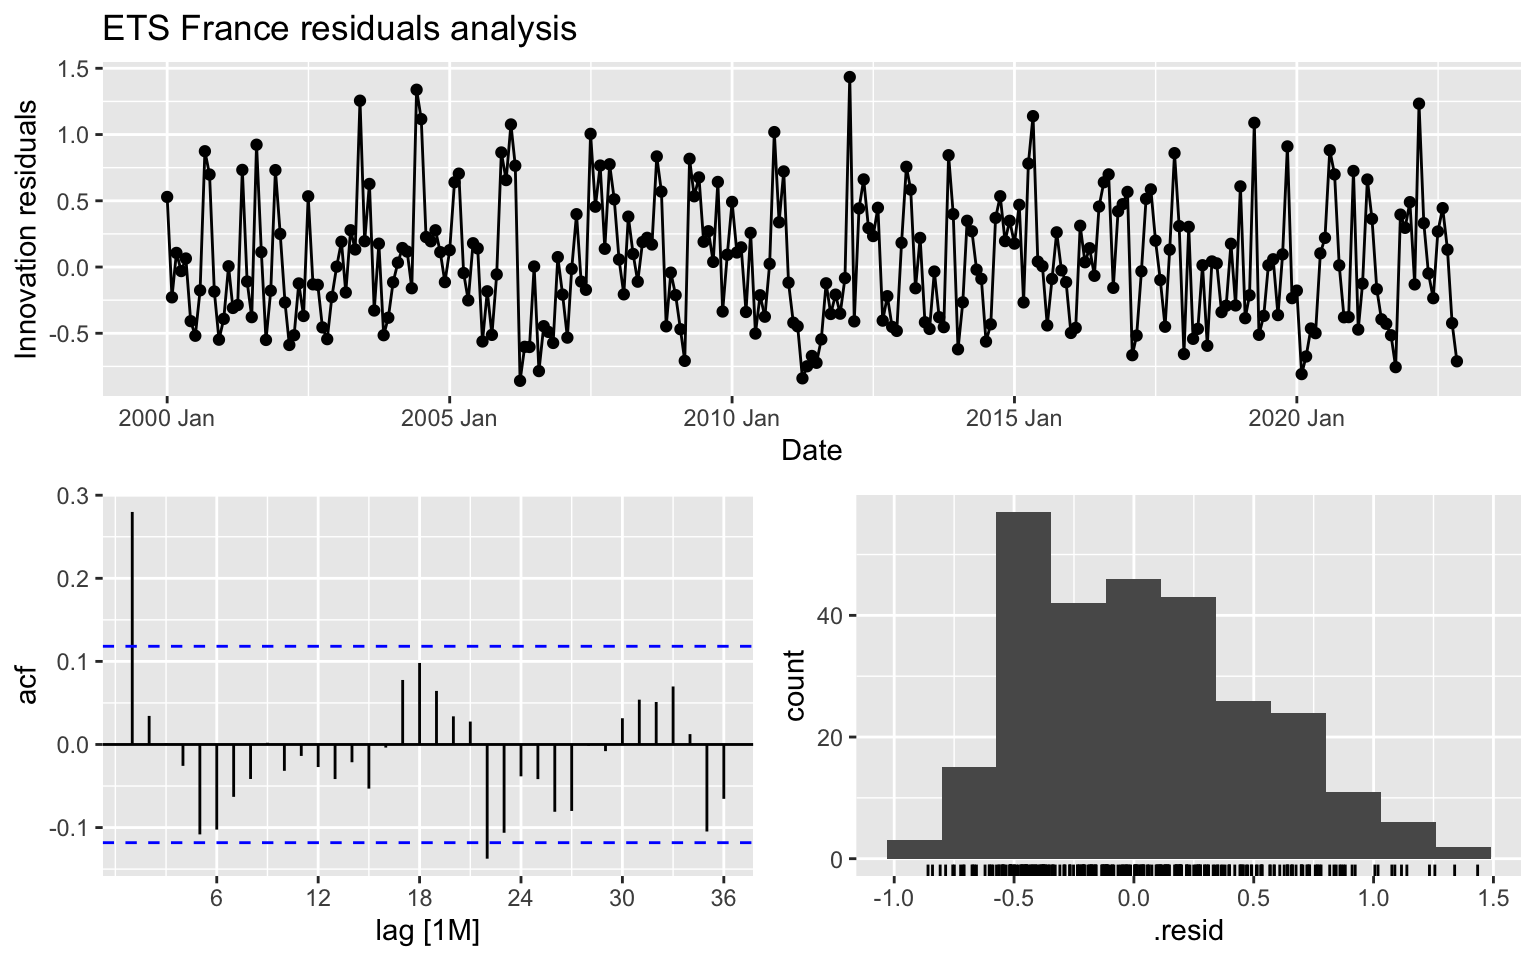 ETS France residuals analysis
Innovation residuals
1.5
1.0
0.5
0.0
-0.5
2000 Jan 2005 Jan 2010 Jan 2015 Jan 2020 Jan
Date
acf
0.3
0.2
0.1
0.0
-0.1
6 12 18 24 30 36
lag [1M]
count
40
20
0
-1.0 -0.5 0.0 0.5 1.0 1.5
.resid